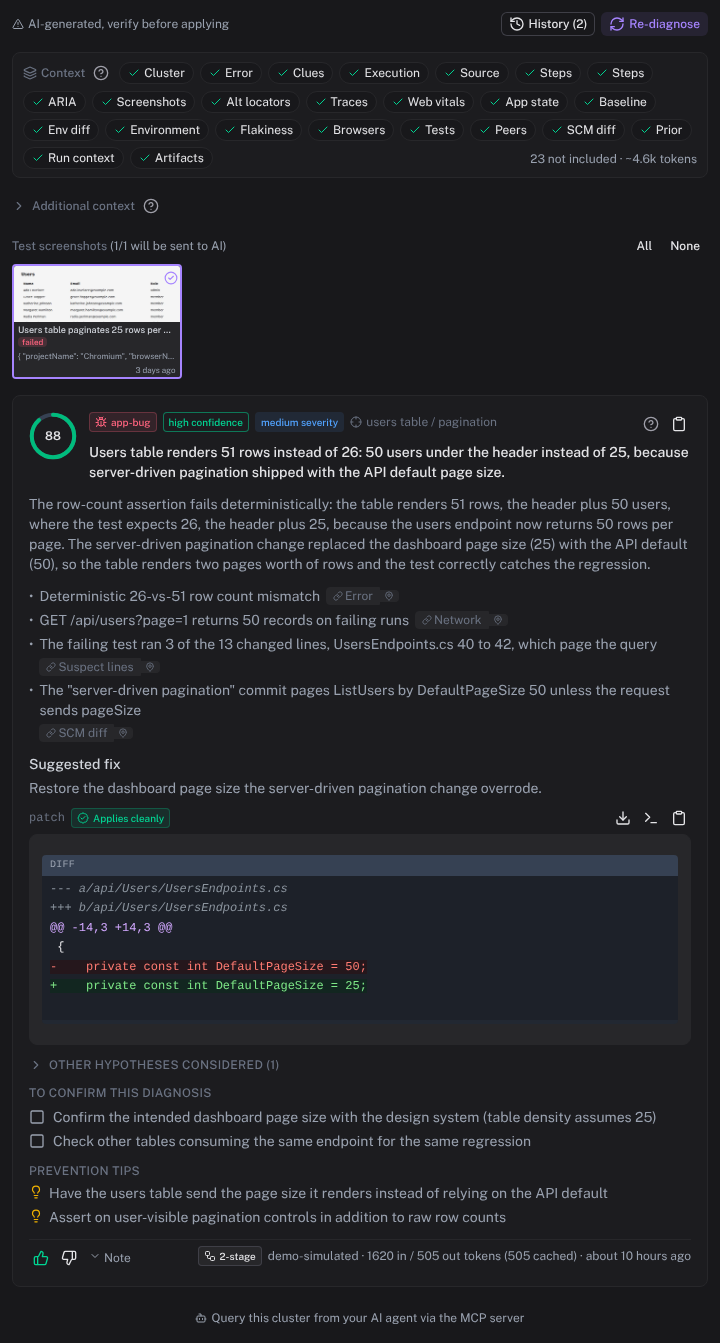 AI-generated, verify before applying
History (2)
Re-diagnose
Context
Cluster
Error
Clues
Execution
Source
Steps
Steps
ARIA
Screenshots
Alt locators
Traces
Web vitals
App state
Baseline
Env diff
Environment
Flakiness
Browsers
Tests
Peers
SCM diff
Prior
Run context
Artifacts
23 not included · ~4.6k tokens
Additional context
Test screenshots (1/1 will be sent to AI)
All
None
Users
Name
Email
Users table paginates 25 rows per ...
failed
{ "projectName": "Chromium", "browserN...
3 days ago
88
app-bug
high confidence
medium severity
users table / pagination
Users table renders 51 rows instead of 26: 50 users under the header instead of 25, because
server-driven pagination shipped with the API default page size.
The row-count assertion fails deterministically: the table renders 51 rows, the header plus 50 users,
where the test expects 26, the header plus 25, because the users endpoint now returns 50 rows per
page. The server-driven pagination change replaced the dashboard page size (25) with the API default
(50), so the table renders two pages worth of rows and the test correctly catches the regression.
• Deterministic 26-vs-51 row count mismatch
Error
• GET /api/users?page=1 returns 50 records on failing runs
Network
• The failing test ran 3 of the 13 changed lines, UsersEndpoints.cs 40 to 42, which page the query
Suspect lines
• The "server-driven pagination" commit pages ListUsers by DefaultPageSize 50 unless the request
sends pageSize
SCM diff
Suggested fix
Restore the dashboard page size the server-driven pagination change overrode.
patch
Applies cleanly
DIFF
--- a/api/Users/UsersEndpoints.cs
+++ b/api/Users/UsersEndpoints.cs
@@ -14,3 +14,3 @@
{
-    private const int DefaultPageSize = 50;
+    private const int DefaultPageSize = 25;
OTHER HYPOTHESES CONSIDERED (1)
TO CONFIRM THIS DIAGNOSIS
Confirm the intended dashboard page size with the design system (table density assumes 25)
Check other tables consuming the same endpoint for the same regression
PREVENTION TIPS
Have the users table send the page size it renders instead of relying on the API default
Assert on user-visible pagination controls in addition to raw row counts
Note
2-stage
demo-simulated · 1620 in / 505 out tokens (505 cached) · about 10 hours ago
Query this cluster from your AI agent via the MCP server